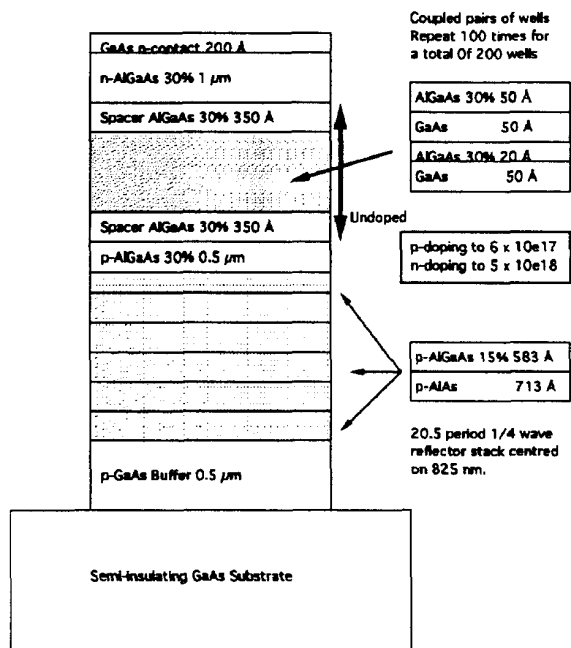 Coupled pairs of wells
Repeat 100 times for
a total Of 200 wells
GaAs n-contact 200 Å
n-AlGaAs 30% 1 µm
Spacer AlGaAs 30% 350 Å
AlGaAs 30% 50 Å
GaAs 50 Å
AlGaAs 30% 20 Å
GaAs 50 Å
Undoped
Spacer AlGaAs 30% 350 Å
p-AlGaAs 30% 0.5 µm
p-doping to 6 x 10e17
n-doping to 5 x 10e18
p-AlGaAs 15% 583 Å
p-AlAs 713 Å
20.5 period 1/4 wave
reflector stack centred
on 825 nm.
p-GaAs Buffer 0.5 µm
Semi-insulating GaAs Substrate